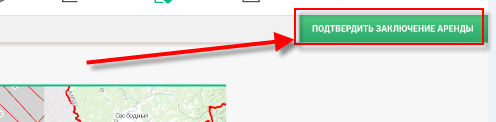 ПОДТВЕРДИТЬ ЗАКЛЮЧЕНИЕ АРЕНДЫ
Свободный